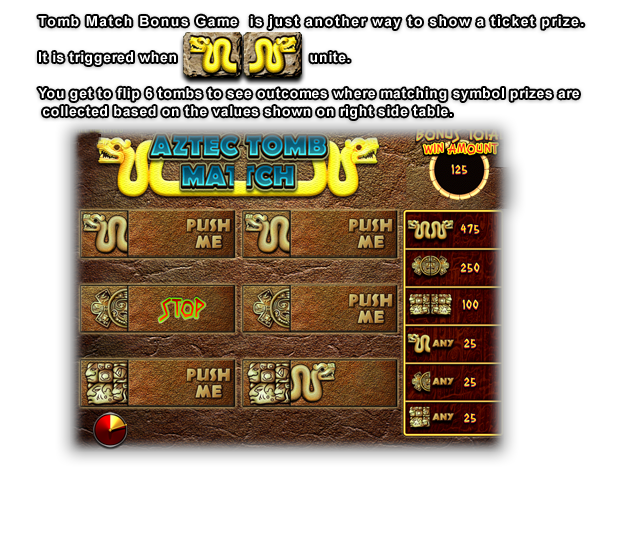 Tomb Match Bonus Game is just another way to show a ticket prize.
It is triggered when unite.
You get to flip 6 tombs to see outcomes where matching symbol prizes are
collected based on the values shown on right side table.
AZTEC TOMB
MATCH
BONUS TOTAL
WIN AMOUNT
125
PUSH ME
PUSH ME
475
250
STOP
PUSH ME
100
ANY 25
PUSH ME
ANY 25
ANY 25